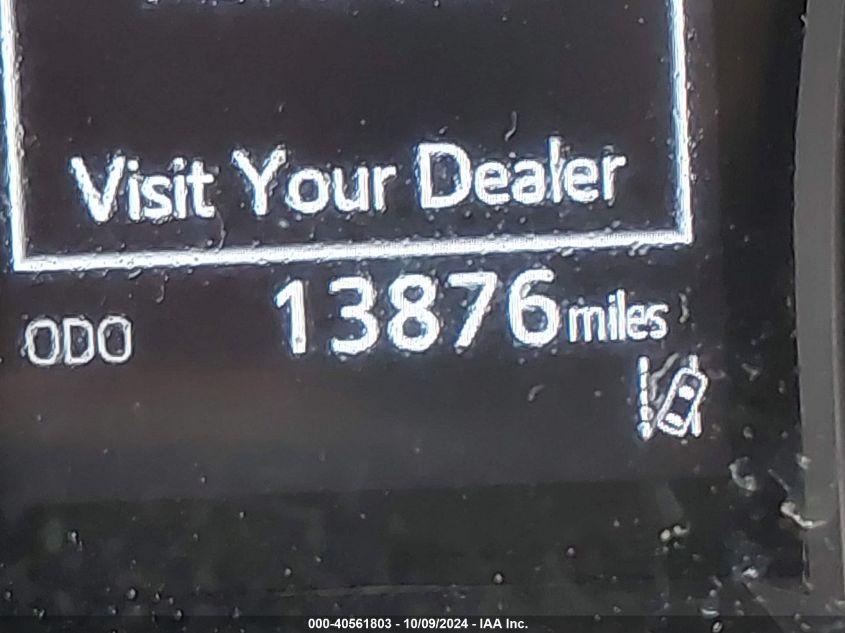 Visit Your Dealer
ODO 13876 miles
000-40561803 - 10/09/2024 - IAA Inc.